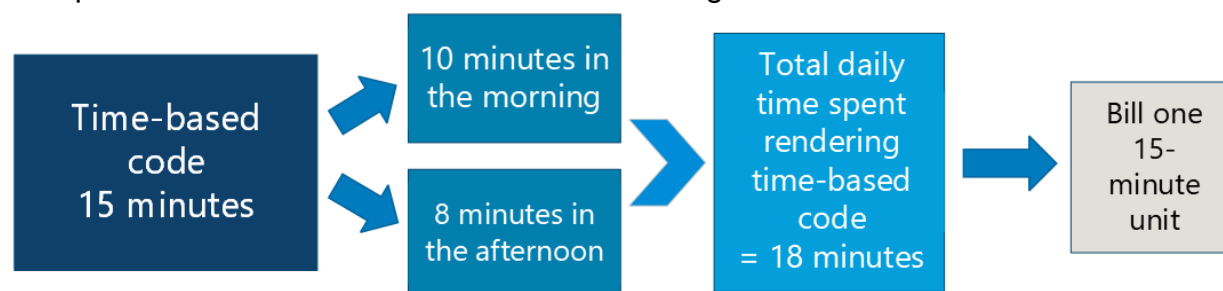 Time-based
code
15 minutes
10 minutes in
the morning
8 minutes in
the afternoon
Total daily
time spent
rendering
time-based
code
= 18 minutes
Bill one
15-
minute
unit